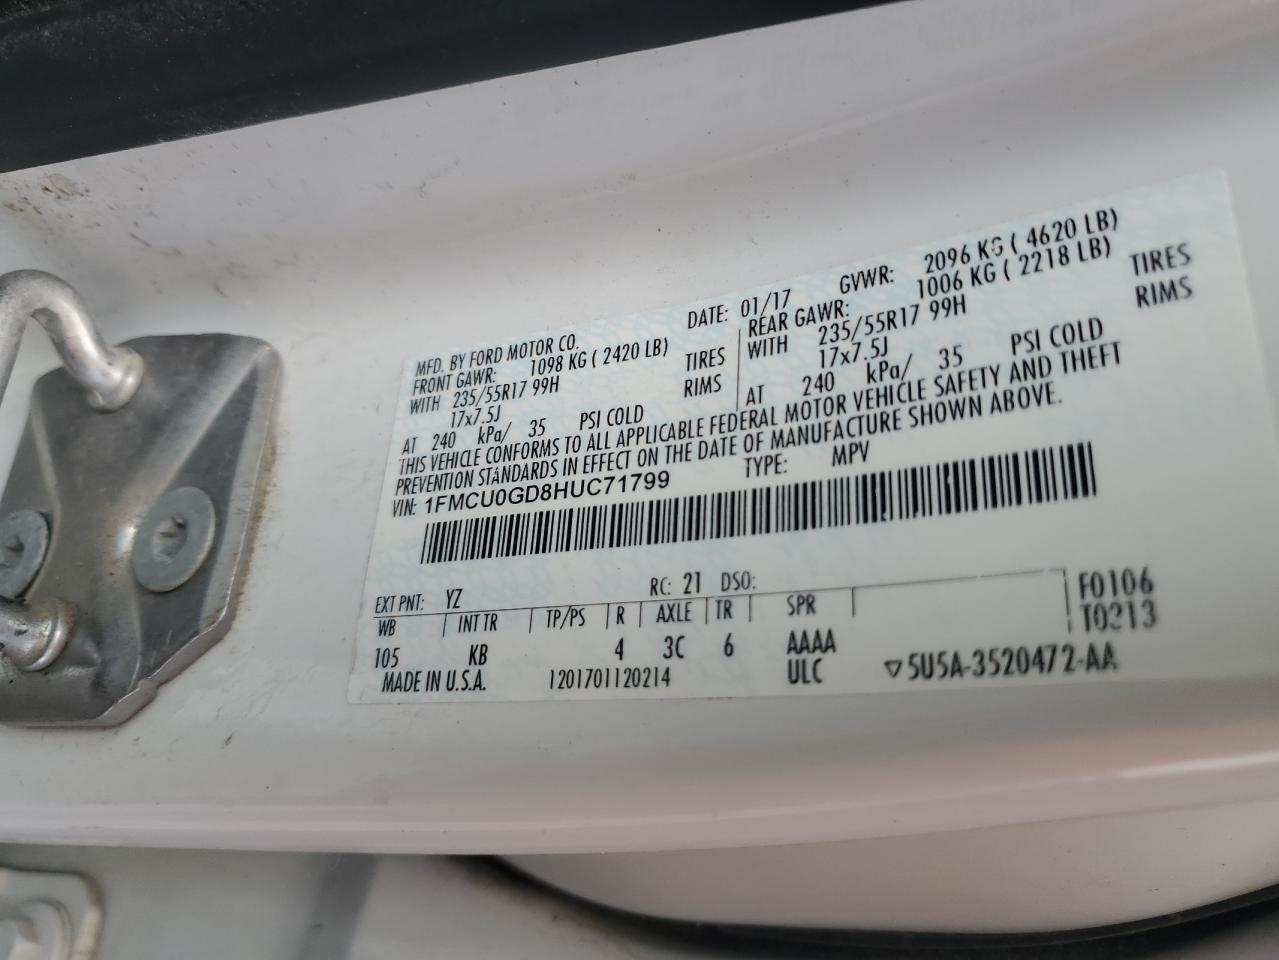 MFD. BY FORD MOTOR CO. DATE: 01/17 GVWR: 2096 KG ( 4620 LB)
FRONT GAWR: 1098 KG ( 2420 LB) REAR GAWR: 1006 KG ( 2218 LB)
WITH 235/55R17 99H TIRES WITH 235/55R17 99H TIRES
17x7.5J RIMS 17x7.5J RIMS
AT 240 kPa/ 35 PSI COLD AT 240 kPa/ 35 PSI COLD
THIS VEHICLE CONFORMS TO ALL APPLICABLE FEDERAL MOTOR VEHICLE SAFETY AND THEFT
PREVENTION STANDARDS IN EFFECT ON THE DATE OF MANUFACTURE SHOWN ABOVE.
VIN: 1FMCU0GD8HUC71799 TYPE: MPV
EXT PNT: YZ RC: 21 DSO: F0106
WB INT TR TP/PS R AXLE TR SPR T0213
105 KB 4 3C 6 AAAA
MADE IN U.S.A. 1201701120214 ULC ▽5U5A-3520472-AA